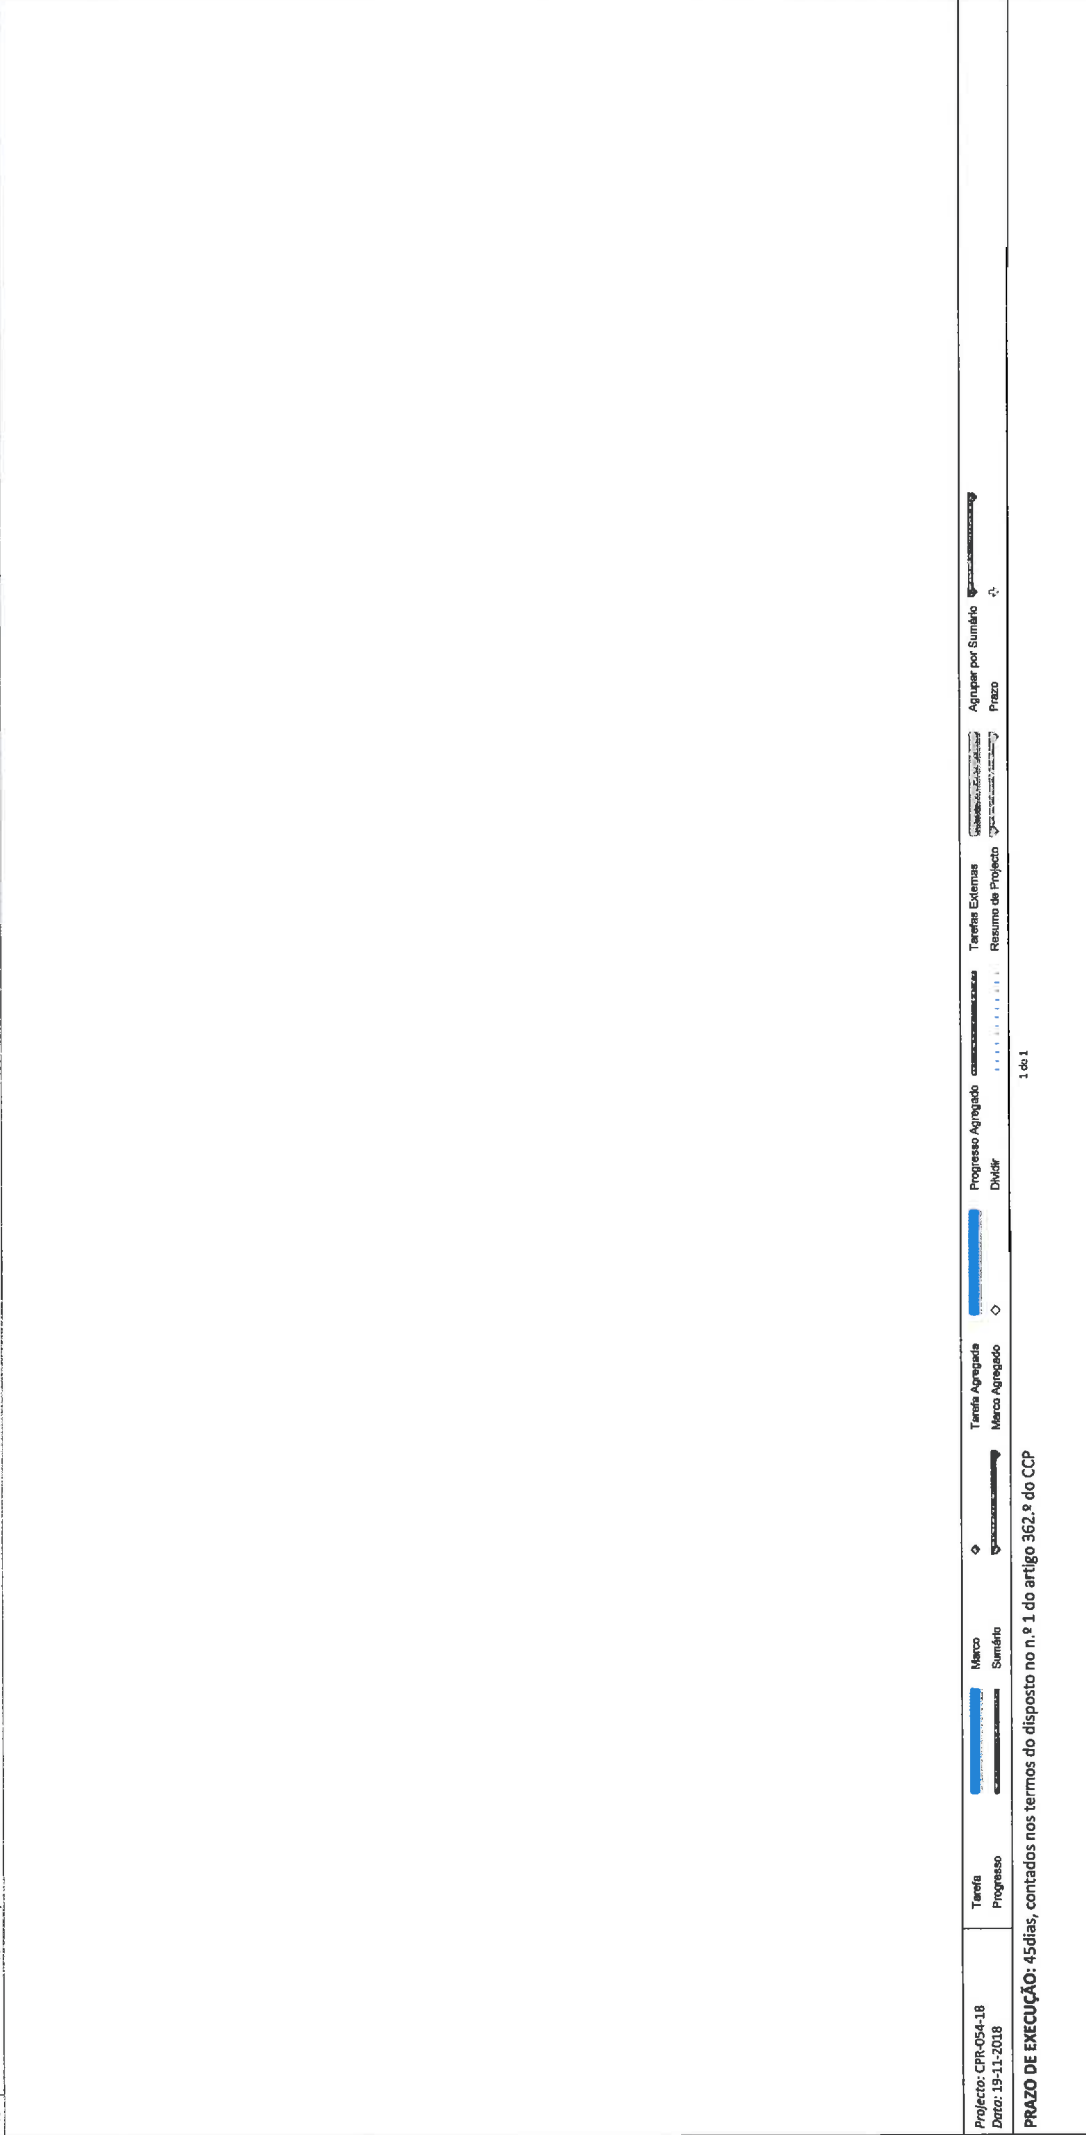 Projecto: CPR-054-18
Data: 19-11-2018
Tarefa
Progresso
Marco
Sumário
Tarefa Agregada
Marco Agregado
Progresso Agregado
Dividir
Tarefas Externas
Resumo de Projecto
Agrupar por Sumário
Prazo
PRAZO DE EXECUÇÃO: 45dias, contados nos termos do disposto no n.º 1 do artigo 362.º do CCP
1 de 1